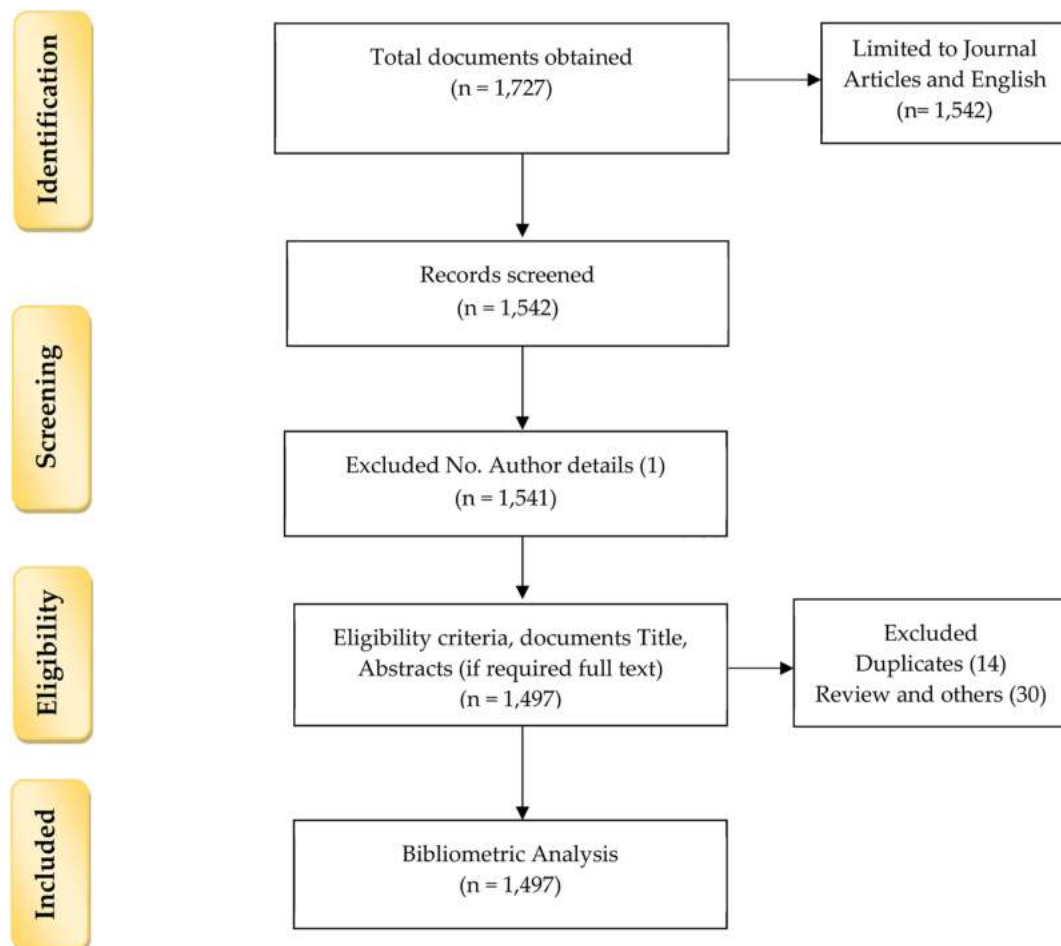 Identification
Total documents obtained
(n = 1,727)
Limited to Journal
Articles and English
(n= 1,542)
Records screened
(n = 1,542)
Screening
Excluded No. Author details (1)
(n = 1,541)
Eligibility
Eligibility criteria, documents Title,
Abstracts (if required full text)
(n = 1,497)
Excluded
Duplicates (14)
Review and others (30)
Included
Bibliometric Analysis
(n = 1,497)